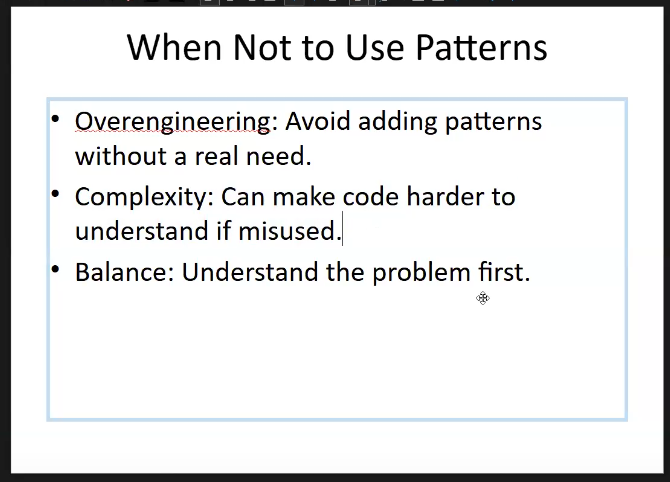 When Not to Use Patterns
• Overengineering: Avoid adding patterns
without a real need.
• Complexity: Can make code harder to
understand if misused.
• Balance: Understand the problem first.